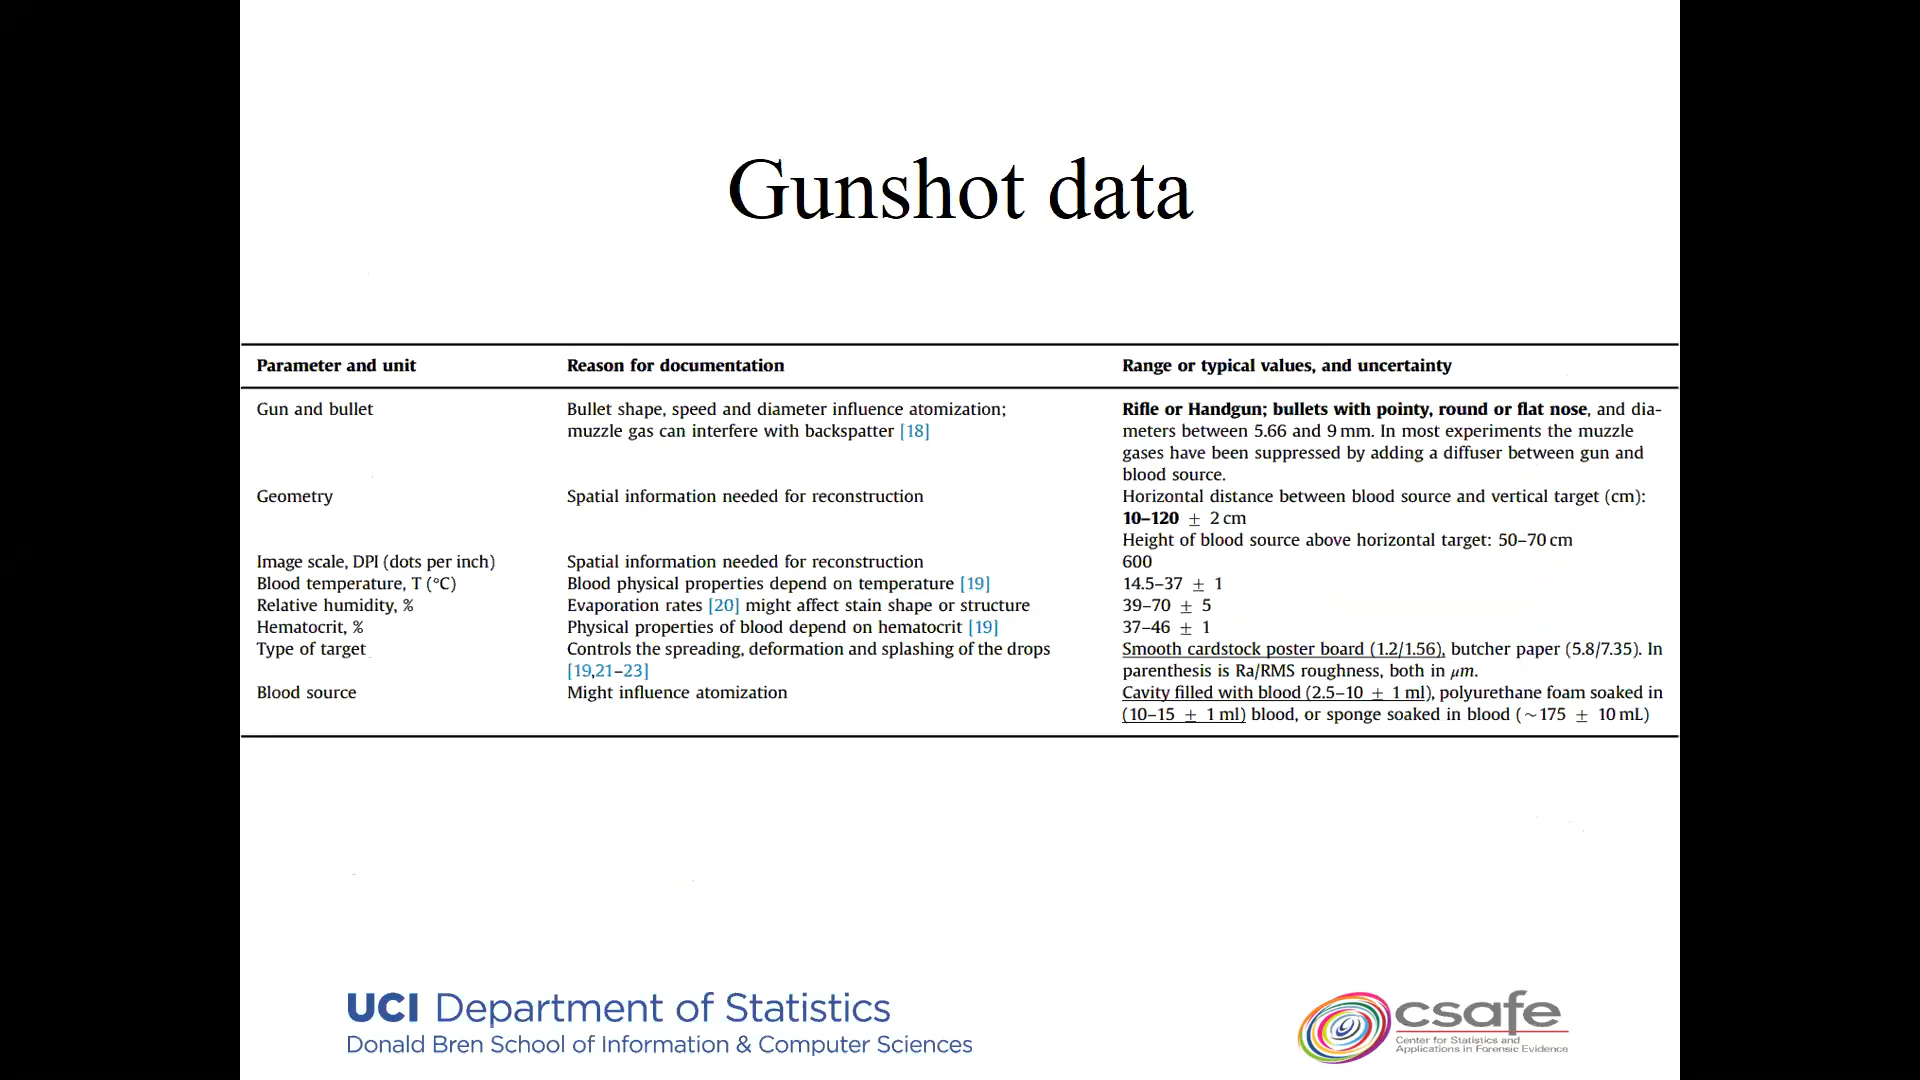 Gunshot data
Parameter and unit Reason for documentation Range or typical values, and uncertainty
Gun and bullet Bullet shape, speed and diameter influence atomization; Rifle or Handgun; bullets with pointy, round or flat nose, and dia-
muzzle gas can interfere with backspatter [18] meters between 5.66 and 9 mm. In most experiments the muzzle
gases have been suppressed by adding a diffuser between gun and
blood source.
Geometry Spatial information needed for reconstruction Horizontal distance between blood source and vertical target (cm):
10–120 ± 2 cm
Height of blood source above horizontal target: 50–70 cm
Image scale, DPI (dots per inch) Spatial information needed for reconstruction 600
Blood temperature, T (°C) Blood physical properties depend on temperature [19] 14.5–37 ± 1
Relative humidity, % Evaporation rates [20] might affect stain shape or structure 39–70 ± 5
Hematocrit, % Physical properties of blood depend on hematocrit [19] 37–46 ± 1
Type of target Controls the spreading, deformation and splashing of the drops Smooth cardstock poster board (1.2/1.56), butcher paper (5.8/7.35). In
[19,21–23] parenthesis is Ra/RMS roughness, both in μm.
Blood source Might influence atomization Cavity filled with blood (2.5–10 ± 1 ml), polyurethane foam soaked in
(10–15 ± 1 ml) blood, or sponge soaked in blood (∼175 ± 10 mL)
UCI Department of Statistics
Donald Bren School of Information & Computer Sciences
csafe
Center for Statistics and
Applications in Forensic Evidence